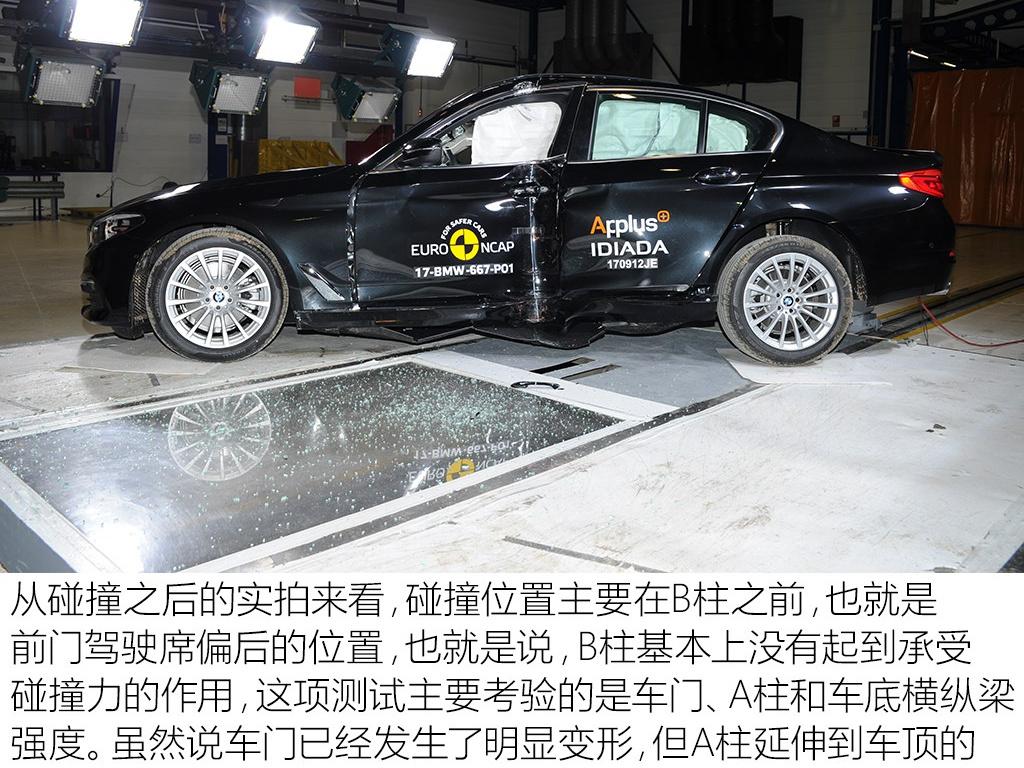 FOR SAFER CARS
EURO NCAP
17-BMW-667-P01
Applus+
IDIADA
170912JE
从碰撞之后的实拍来看,碰撞位置主要在B柱之前,也就是
前门驾驶席偏后的位置,也就是说,B柱基本上没有起到承受
碰撞力的作用,这项测试主要考验的是车门、A柱和车底横纵梁
强度。虽然说车门已经发生了明显变形,但A柱延伸到车顶的